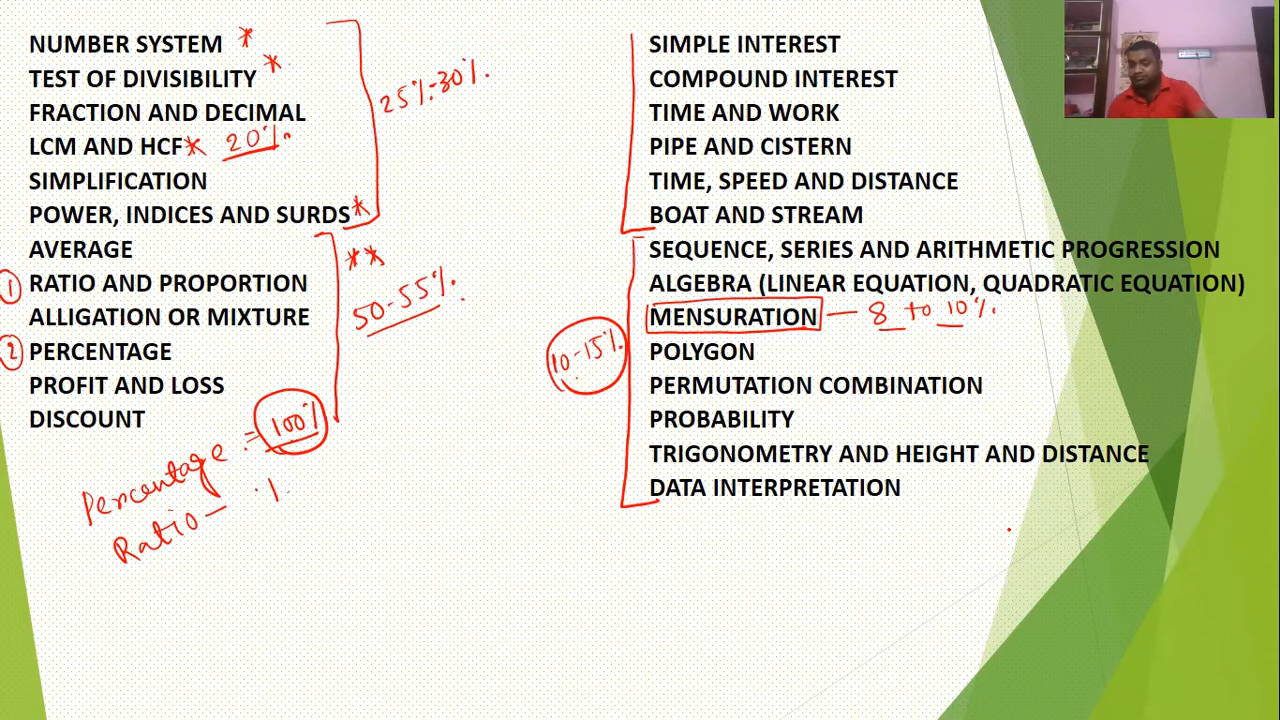 NUMBER SYSTEM *
TEST OF DIVISIBILITY *
FRACTION AND DECIMAL
LCM AND HCF * 20%.
SIMPLIFICATION
POWER, INDICES AND SURDS *
25%-30%.
AVERAGE
1 RATIO AND PROPORTION
ALLIGATION OR MIXTURE
2 PERCENTAGE
PROFIT AND LOSS
DISCOUNT
**
50-55%.
Percentage = 100%
Ratio -
SIMPLE INTEREST
COMPOUND INTEREST
TIME AND WORK
PIPE AND CISTERN
TIME, SPEED AND DISTANCE
BOAT AND STREAM
SEQUENCE, SERIES AND ARITHMETIC PROGRESSION
ALGEBRA (LINEAR EQUATION, QUADRATIC EQUATION)
MENSURATION — 8 to 10%.
10-15%.
POLYGON
PERMUTATION COMBINATION
PROBABILITY
TRIGONOMETRY AND HEIGHT AND DISTANCE
DATA INTERPRETATION